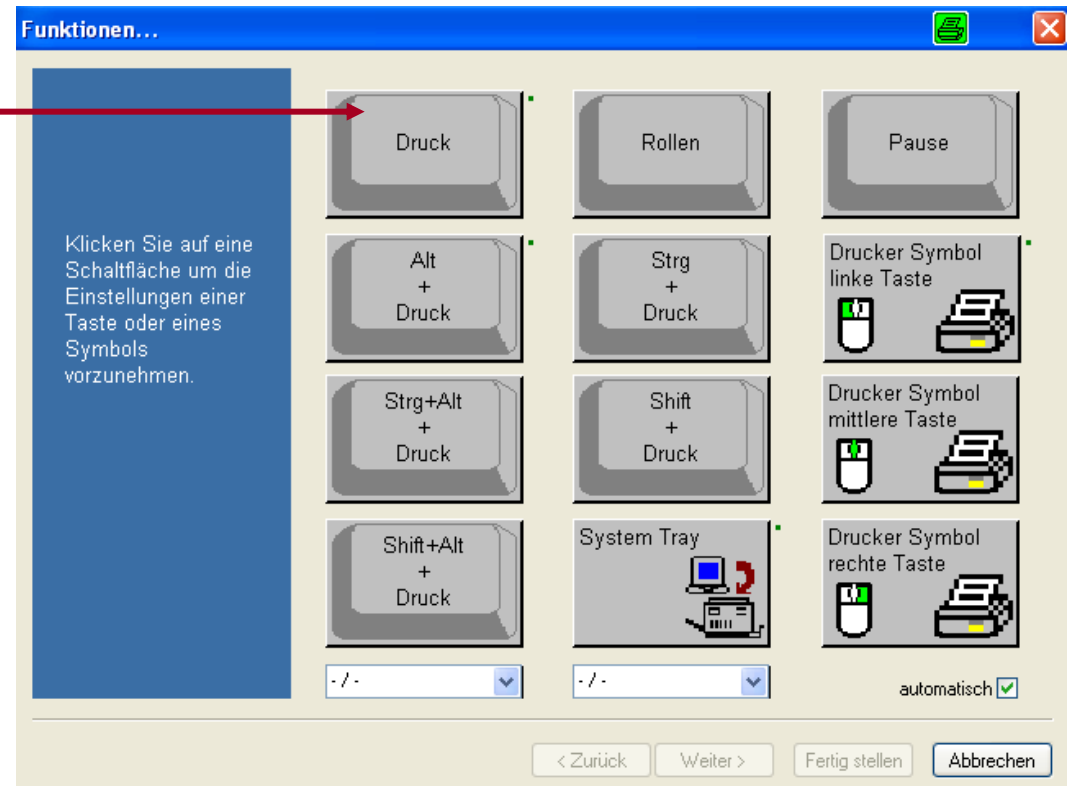 Funktionen...
Klicken Sie auf eine
Schaltfläche um die
Einstellungen einer
Taste oder eines
Symbols
vorzunehmen.
Druck
Rollen
Pause
Alt
+
Druck
Strg
+
Druck
Drucker Symbol
linke Taste
Strg+Alt
+
Druck
Shift
+
Druck
Drucker Symbol
mittlere Taste
Shift+Alt
+
Druck
System Tray
Drucker Symbol
rechte Taste
- / -
- / -
automatisch
< Zurück
Weiter >
Fertig stellen
Abbrechen